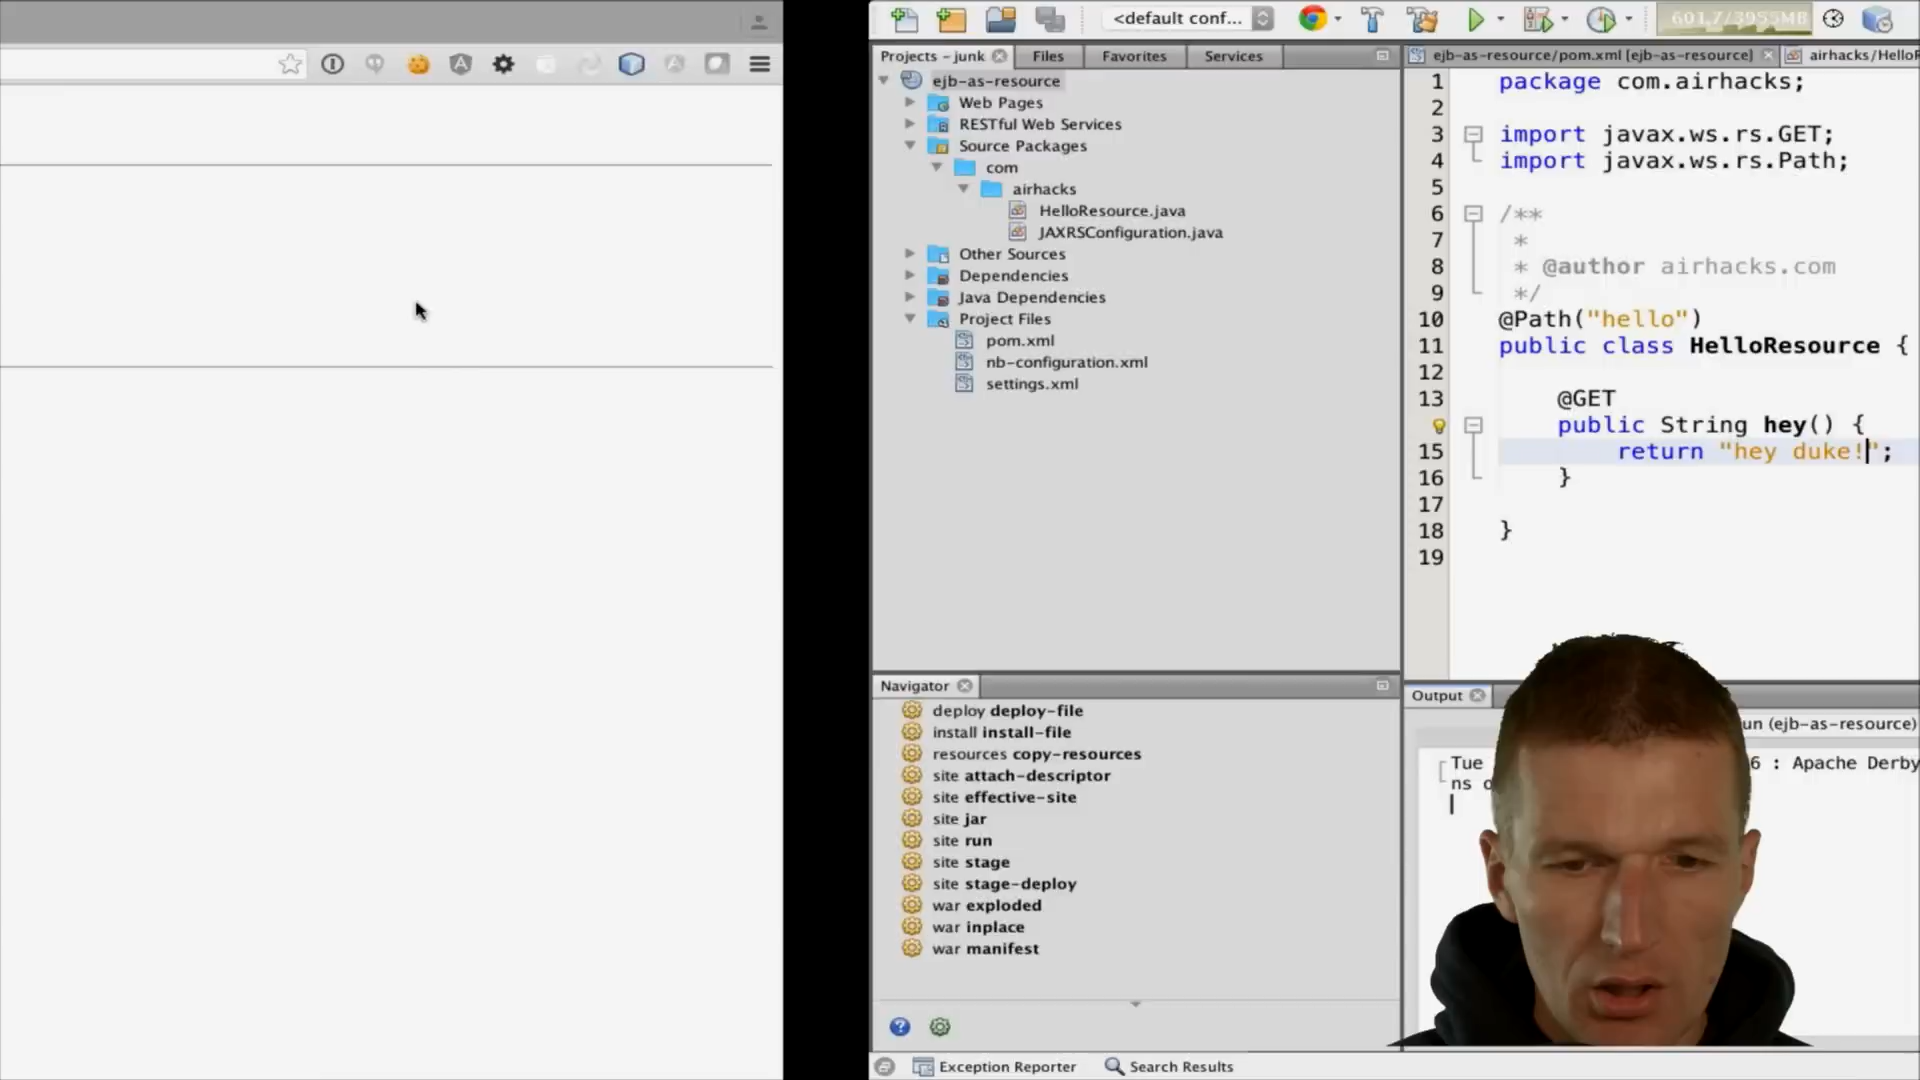 <default conf...
601,7/3955MB
Projects – junk
Files
Favorites
Services
ejb-as-resource/pom.xml [ejb-as-resource]
airhacks/HelloR
ejb-as-resource
Web Pages
RESTful Web Services
Source Packages
com
airhacks
HelloResource.java
JAXRSConfiguration.java
Other Sources
Dependencies
Java Dependencies
Project Files
pom.xml
nb-configuration.xml
settings.xml
1 package com.airhacks;
2
3 import javax.ws.rs.GET;
4 import javax.ws.rs.Path;
5
6 /**
7 *
8 * @author airhacks.com
9 */
10 @Path("hello")
11 public class HelloResource {
12
13 @GET
public String hey() {
15 return "hey duke!";
16 }
17
18 }
19
Navigator
deploy deploy-file
install install-file
resources copy-resources
site attach-descriptor
site effective-site
site jar
site run
site stage
site stage-deploy
war exploded
war inplace
war manifest
Output
un (ejb-as-resource)
Tue 6 : Apache Derby
ns
Exception Reporter
Search Results